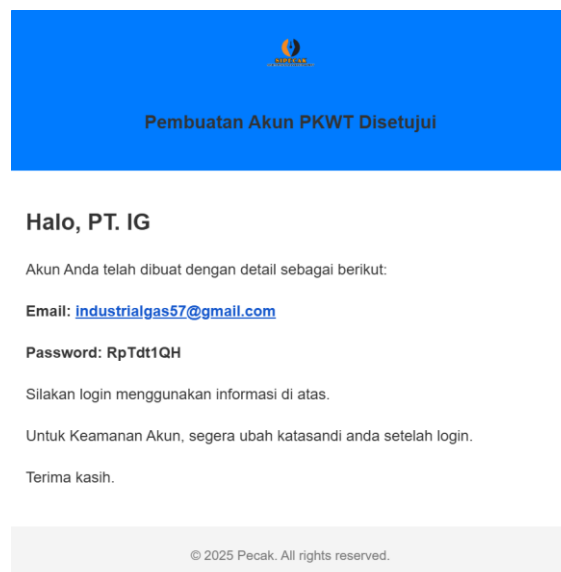 Pembuatan Akun PKWT Disetujui
Halo, PT. IG
Akun Anda telah dibuat dengan detail sebagai berikut:
Email: industrialgas57@gmail.com
Password: RpTdt1QH
Silakan login menggunakan informasi di atas.
Untuk Keamanan Akun, segera ubah katasandi anda setelah login.
Terima kasih.
© 2025 Pecak. All rights reserved.